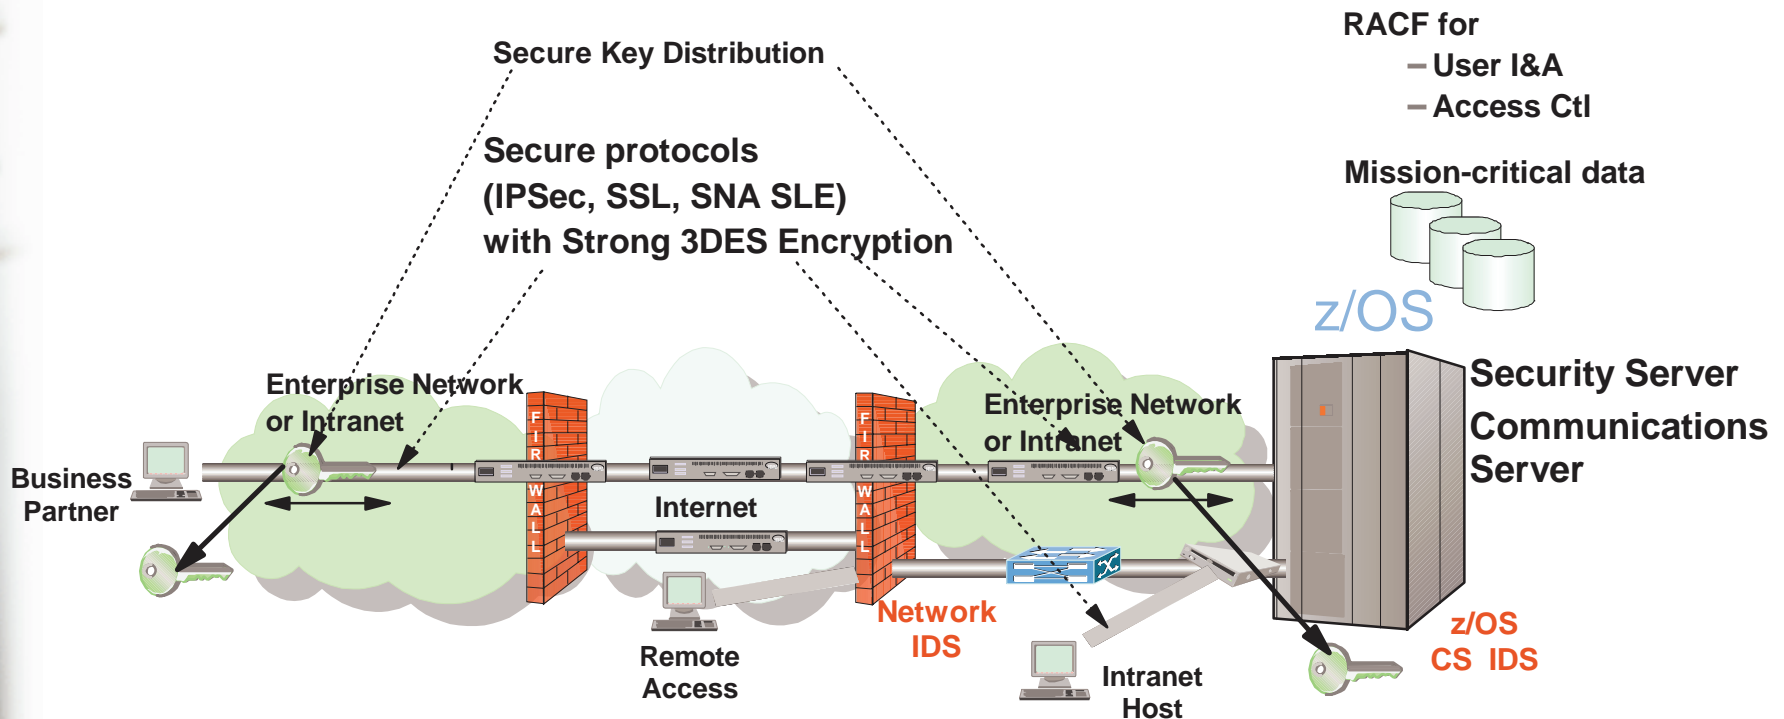 RACF for
– User I&A
– Access Ctl
Secure Key Distribution
Secure protocols
(IPSec, SSL, SNA SLE)
with Strong 3DES Encryption
Mission-critical data
z/OS
Security Server
Communications
Server
Enterprise Network
or Intranet
Enterprise Network
or Intranet
FIREWALL
FIREWALL
Business
Partner
Internet
Network
IDS
Remote
Access
Intranet
Host
z/OS
CS IDS